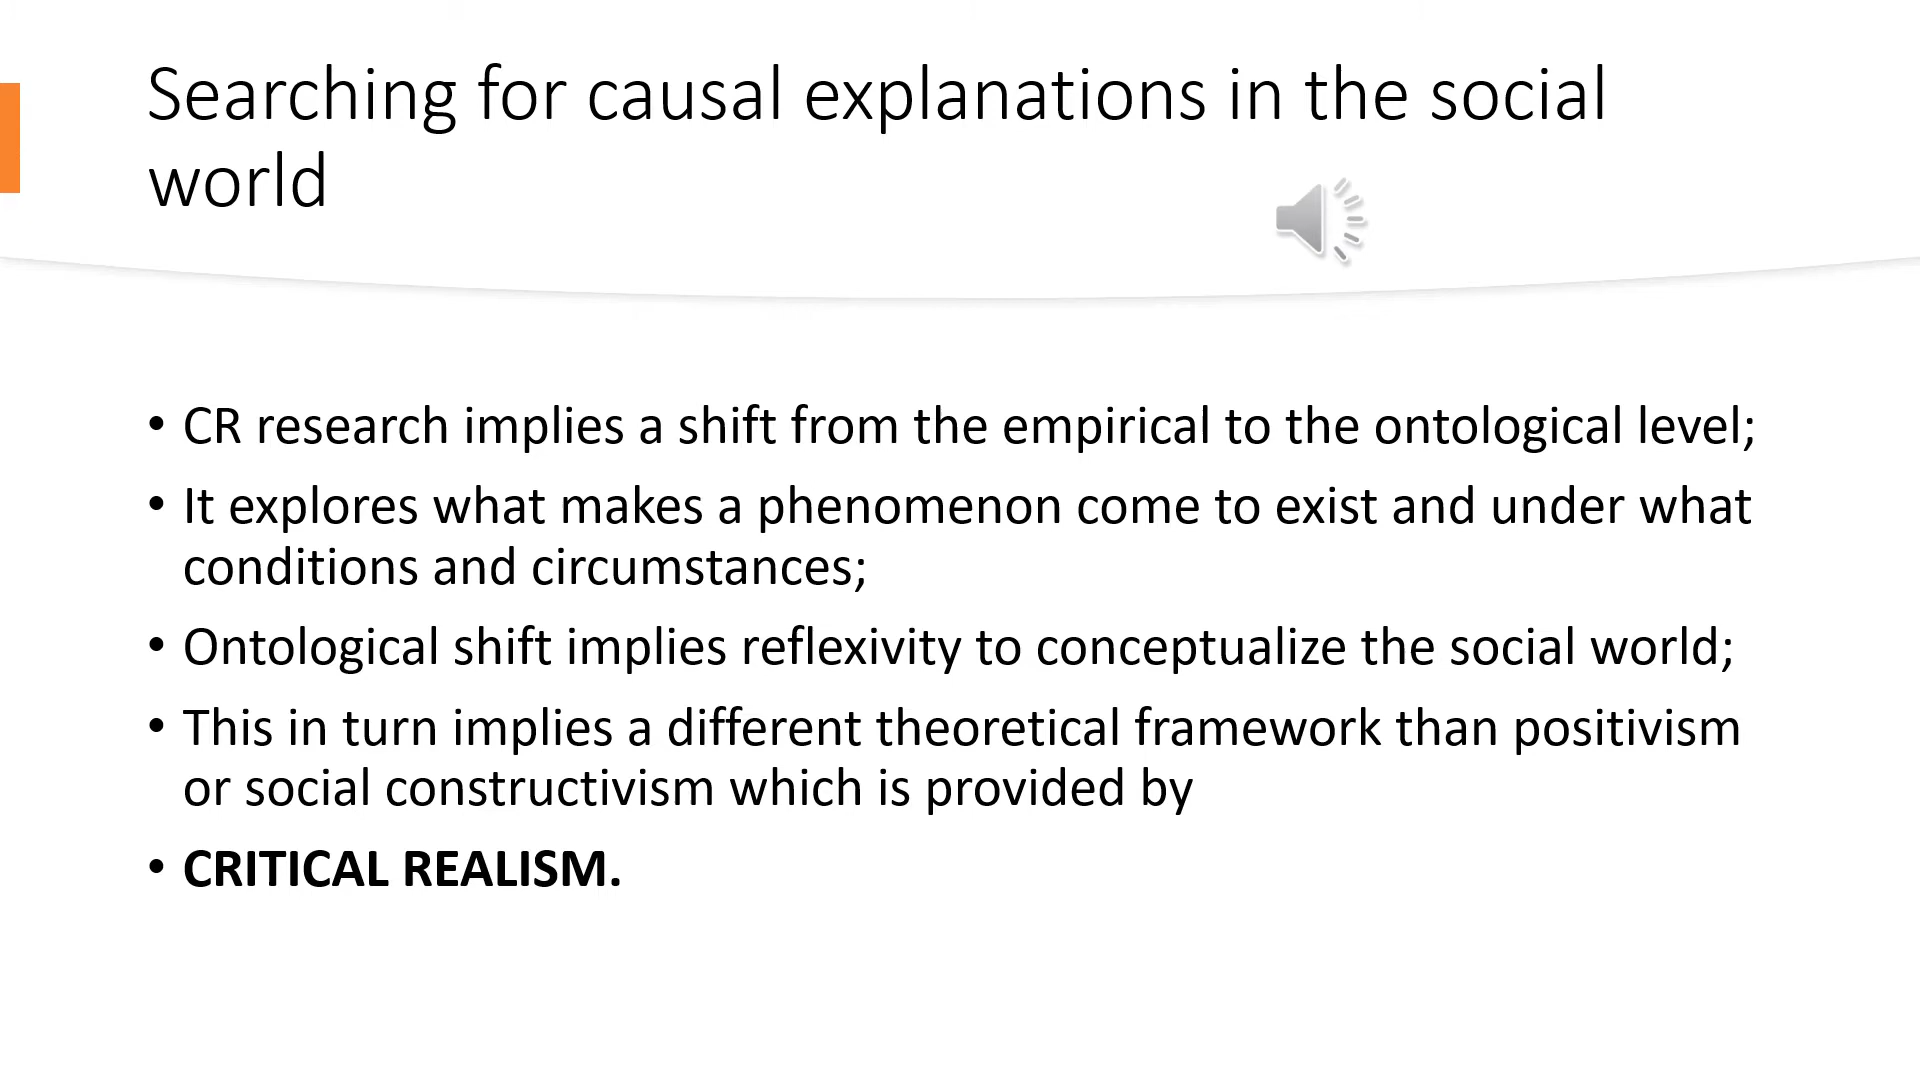 Searching for causal explanations in the social
world
• CR research implies a shift from the empirical to the ontological level;
• It explores what makes a phenomenon come to exist and under what
conditions and circumstances;
• Ontological shift implies reflexivity to conceptualize the social world;
• This in turn implies a different theoretical framework than positivism
or social constructivism which is provided by
• CRITICAL REALISM.